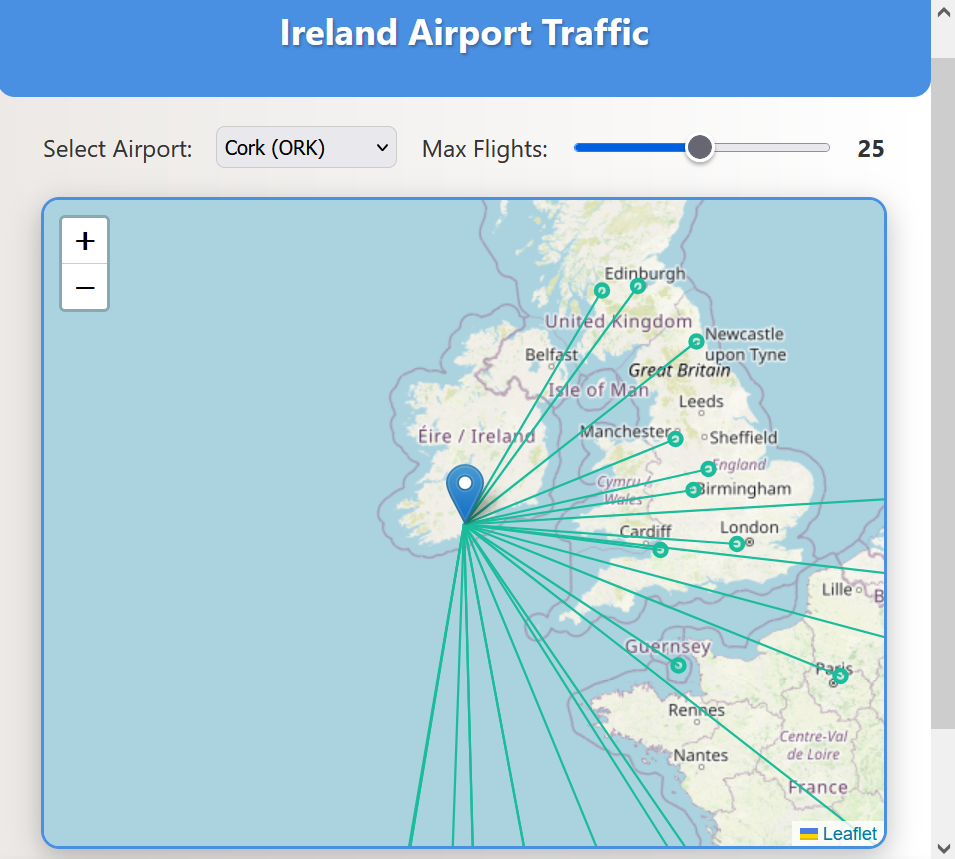 Ireland Airport Traffic
Select Airport:
Cork (ORK)
Max Flights:
25
+
−
Edinburgh
United Kingdom
Newcastle
upon Tyne
Belfast
Great Britain
Isle of Man
Leeds
Éire / Ireland
Manchester
Sheffield
England
Cymru /
Wales
Birmingham
Cardiff
London
Lille
B
Guernsey
Paris
Rennes
Centre-Val
de Loire
Nantes
France
Leaflet